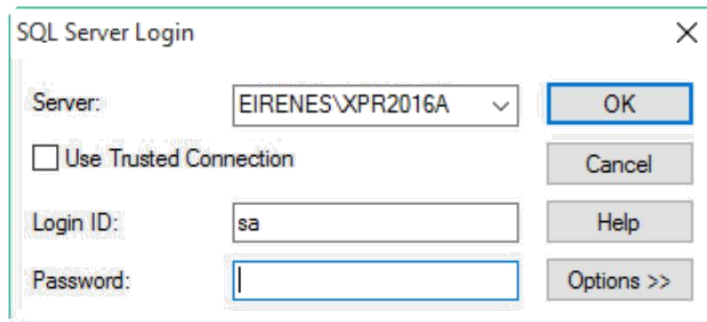 SQL Server Login
Server: EIRENES\XPR2016A OK
Use Trusted Connection Cancel
Login ID: sa Help
Password: Options >>